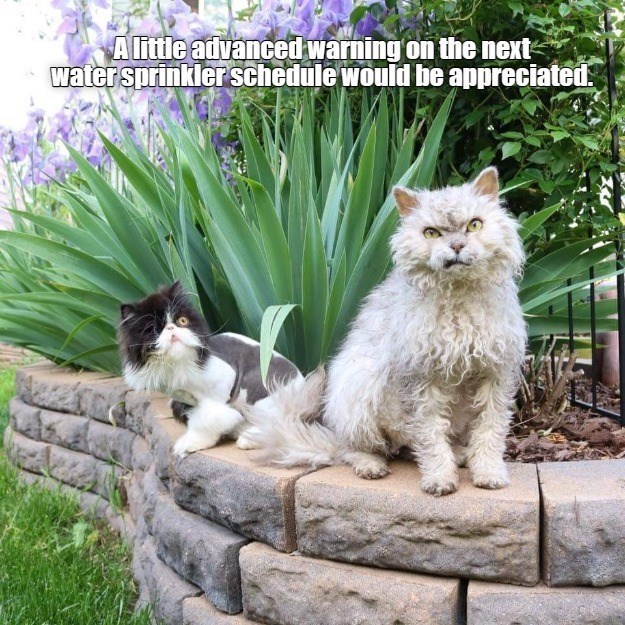 A little advanced warning on the next
water sprinkler schedule would be appreciated.